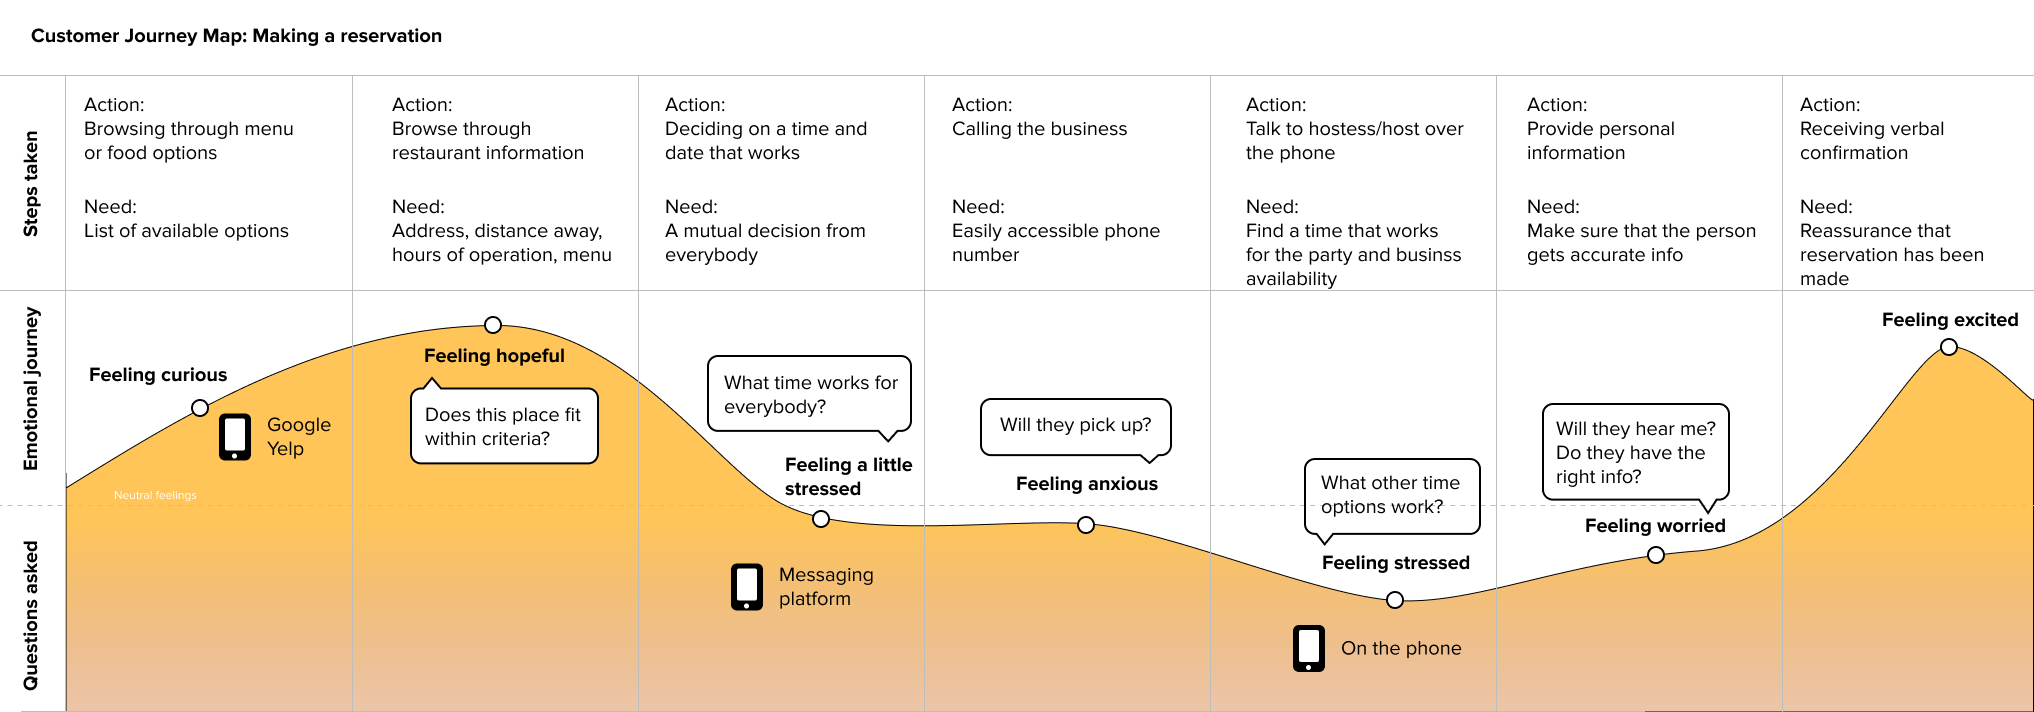 Customer Journey Map: Making a reservation
Steps taken
Action:
Browsing through menu
or food options
Need:
List of available options
Action:
Browse through
restaurant information
Need:
Address, distance away,
hours of operation, menu
Action:
Deciding on a time and
date that works
Need:
A mutual decision from
everybody
Action:
Calling the business
Need:
Easily accessible phone
number
Action:
Talk to hostess/host over
the phone
Need:
Find a time that works
for the party and businss
availability
Action:
Provide personal
information
Need:
Make sure that the person
gets accurate info
Action:
Receiving verbal
confirmation
Need:
Reassurance that
reservation has been
made
Emotional journey
Questions asked
Feeling curious
Google
Yelp
Neutral feelings
Feeling hopeful
Does this place fit
within criteria?
What time works for
everybody?
Feeling a little
stressed
Messaging
platform
Will they pick up?
Feeling anxious
What other time
options work?
Feeling stressed
On the phone
Will they hear me?
Do they have the
right info?
Feeling worried
Feeling excited